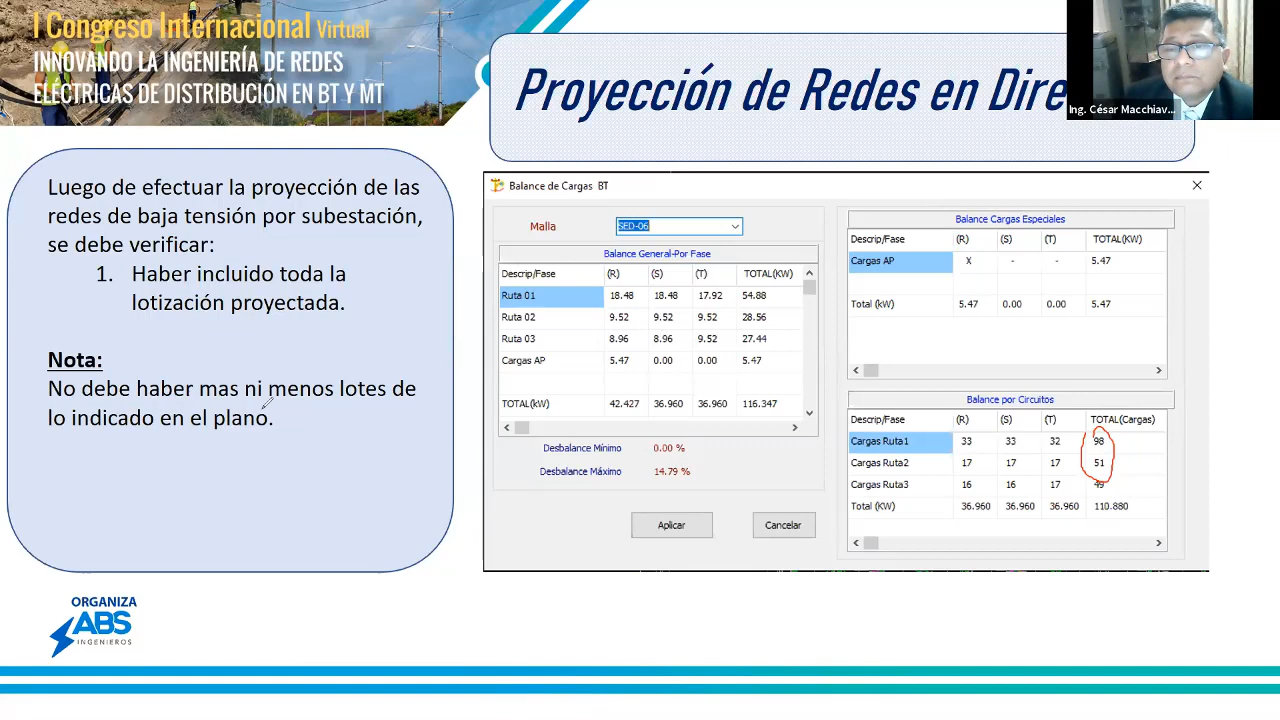 I Congreso Internacional Virtual
INNOVANDO LA INGENIERÍA DE REDES
ELÉCTRICAS DE DISTRIBUCIÓN EN BT Y MT
Proyección de Redes en Dire
Ing. César Macchiav...
Luego de efectuar la proyección de las
redes de baja tensión por subestación,
se debe verificar:
1. Haber incluido toda la
lotización proyectada.
Nota:
No debe haber mas ni menos lotes de
lo indicado en el plano.
Balance de Cargas BT
Malla SED-06
Balance General-Por Fase
Descrip/Fase (R) (S) (T) TOTAL(KW)
Ruta 01 18.48 18.48 17.92 54.88
Ruta 02 9.52 9.52 9.52 28.56
Ruta 03 8.96 8.96 9.52 27.44
Cargas AP 5.47 0.00 0.00 5.47
TOTAL(kW) 42.427 36.960 36.960 116.347
Desbalance Mínimo 0.00 %
Desbalance Máximo 14.79 %
Aplicar Cancelar
Balance Cargas Especiales
Descrip/Fase (R) (S) (T) TOTAL(KW)
Cargas AP X - - 5.47
Total (kW) 5.47 0.00 0.00 5.47
Balance por Circuitos
Descrip/Fase (R) (S) (T) TOTAL(Cargas)
Cargas Ruta1 33 33 32 98
Cargas Ruta2 17 17 17 51
Cargas Ruta3 16 16 17 49
Total (KW) 36.960 36.960 36.960 110.880
ORGANIZA
ABS
INGENIEROS